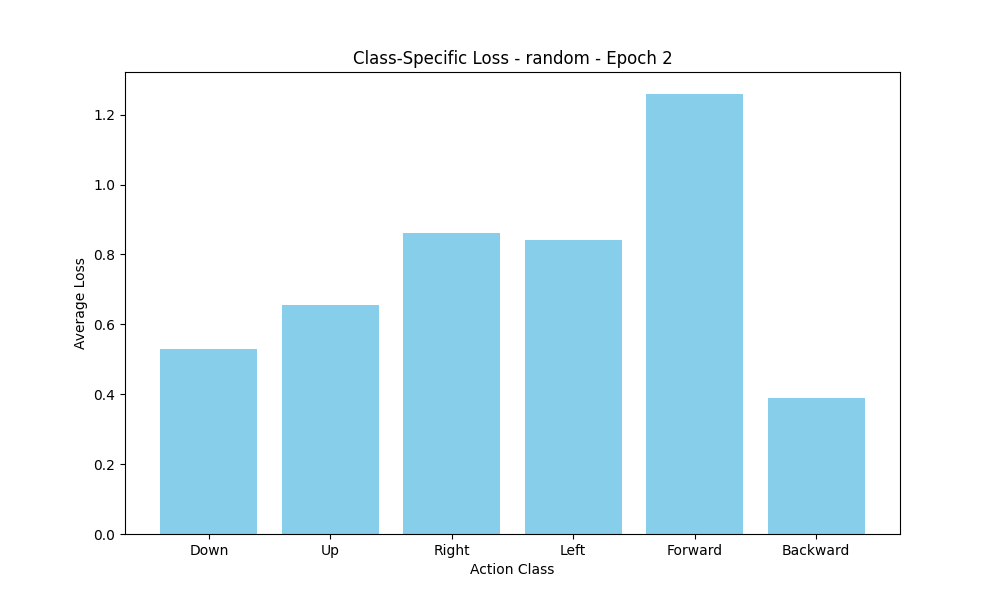 Class-Specific Loss - random - Epoch 2
Average Loss
1.2
1.0
0.8
0.6
0.4
0.2
0.0
Down Up Right Left Forward Backward
Action Class